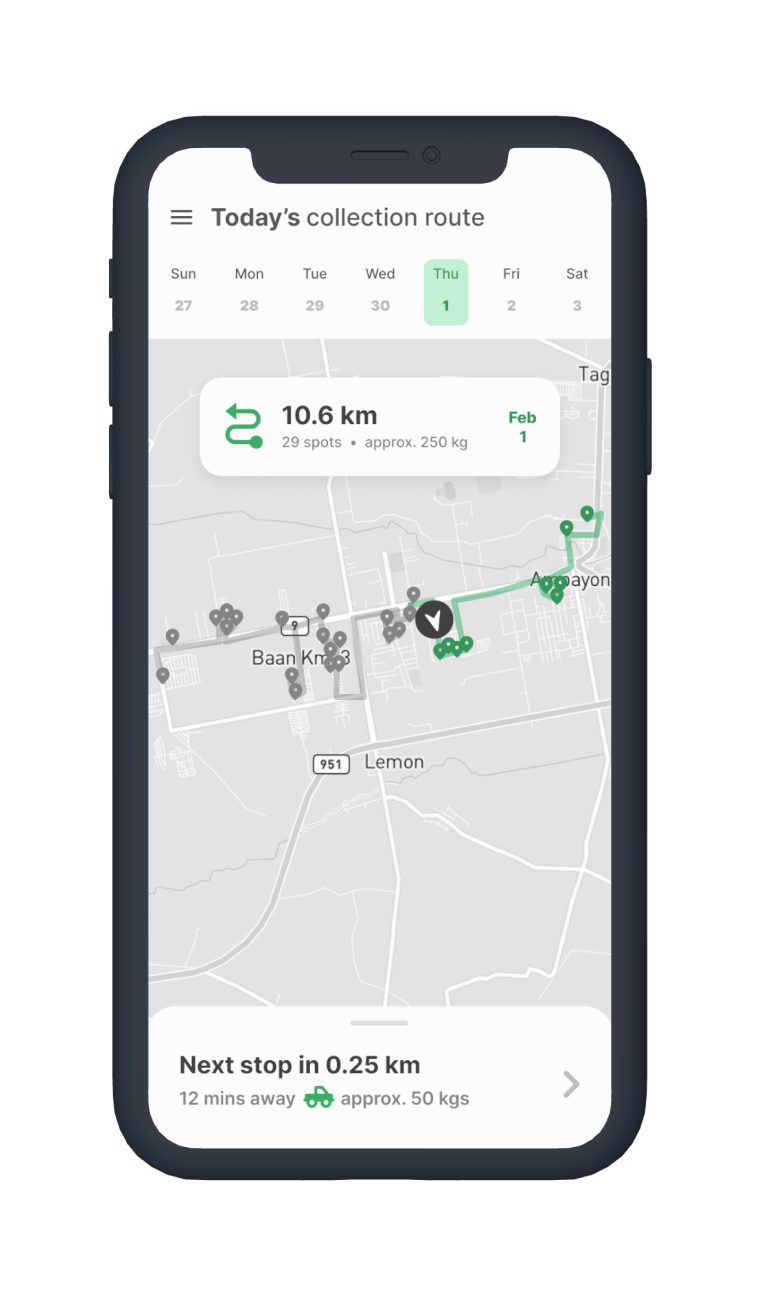 Today's collection route
Sun Mon Tue Wed Thu Fri Sat
27 28 29 30 1 2 3
Tag
10.6 km
29 spots • approx. 250 kg
Feb
1
9
Baan Km 3
951
Lemon
Next stop in 0.25 km
12 mins away approx. 50 kgs